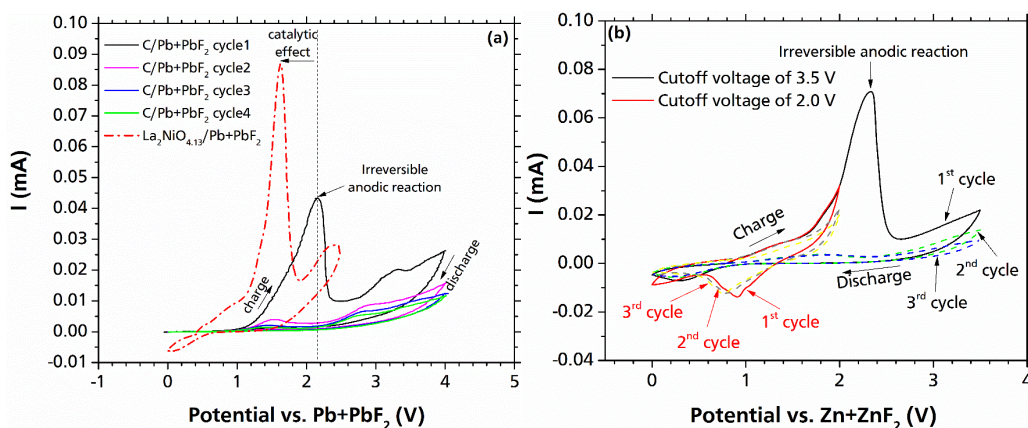 (a)
catalytic
effect
C/Pb+PbF₂ cycle1
C/Pb+PbF₂ cycle2
C/Pb+PbF₂ cycle3
C/Pb+PbF₂ cycle4
La₂NiO₄.₁₃/Pb+PbF₂
Irreversible
anodic reaction
charge
discharge
I (mA)
0.10
0.09
0.08
0.07
0.06
0.05
0.04
0.03
0.02
0.01
0.00
-0.01
-1
0
1
2
3
4
5
Potential vs. Pb+PbF₂ (V)
(b)
Irreversible anodic reaction
Cutoff voltage of 3.5 V
Cutoff voltage of 2.0 V
1st cycle
Charge
Discharge
2nd cycle
3rd cycle
3rd cycle
2nd cycle
1st cycle
I (mA)
0.10
0.08
0.06
0.04
0.02
0.00
-0.02
-0.04
0
1
2
3
4
Potential vs. Zn+ZnF₂ (V)